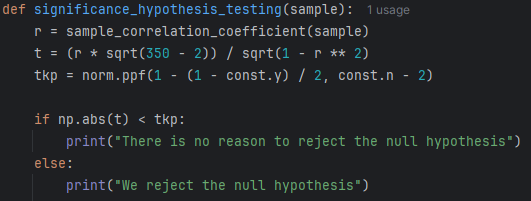 def significance_hypothesis_testing(sample): 1 usage
    r = sample_correlation_coefficient(sample)
    t = (r * sqrt(350 - 2)) / sqrt(1 - r ** 2)
    tkp = norm.ppf(1 - (1 - const.y) / 2, const.n - 2)
    if np.abs(t) < tkp:
        print("There is no reason to reject the null hypothesis")
    else:
        print("We reject the null hypothesis")